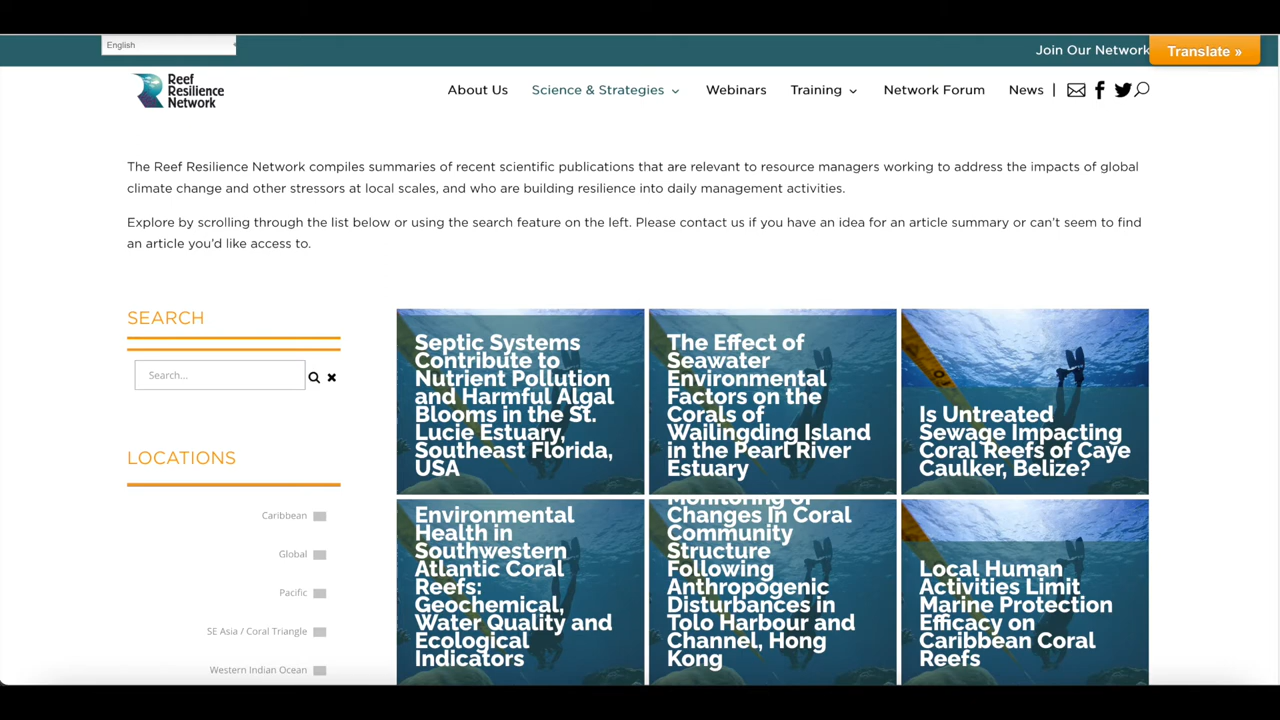 English
Join Our Network
Translate »
Reef
Resilience
Network
About Us
Science & Strategies
Webinars
Training
Network Forum
News
The Reef Resilience Network compiles summaries of recent scientific publications that are relevant to resource managers working to address the impacts of global
climate change and other stressors at local scales, and who are building resilience into daily management activities.
Explore by scrolling through the list below or using the search feature on the left. Please contact us if you have an idea for an article summary or can't seem to find
an article you'd like access to.
SEARCH
Search...
LOCATIONS
Caribbean
Global
Pacific
SE Asia / Coral Triangle
Western Indian Ocean
Septic Systems
Contribute to
Nutrient Pollution
and Harmful Algal
Blooms in the St.
Lucie Estuary,
Southeast Florida,
USA
The Effect of
Seawater
Environmental
Factors on the
Corals of
Wailingding Island
in the Pearl River
Estuary
Is Untreated
Sewage Impacting
Coral Reefs of Caye
Caulker, Belize?
Environmental
Health in
Southwestern
Atlantic Coral
Reefs:
Geochemical,
Water Quality and
Ecological
Indicators
Monitoring of
Changes In Coral
Community
Structure
Following
Anthropogenic
Disturbances in
Tolo Harbour and
Channel, Hong
Kong
Local Human
Activities Limit
Marine Protection
Efficacy on
Caribbean Coral
Reefs